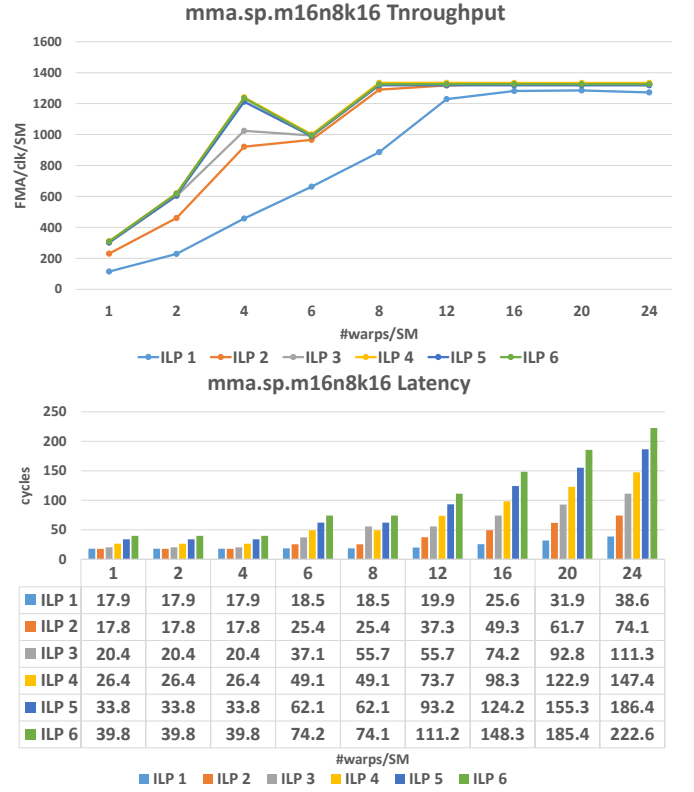 mma.sp.m16n8k16 Tnroughput
1600
1400
1200
1000
800
600
400
200
0
FMA/clk/SM
1 2 4 6 8 12 16 20 24
#warps/SM
ILP 1 ILP 2 ILP 3 ILP 4 ILP 5 ILP 6
mma.sp.m16n8k16 Latency
250
200
150
100
50
0
cycles
1 2 4 6 8 12 16 20 24
ILP 1 17.9 17.9 17.9 18.5 18.5 19.9 25.6 31.9 38.6
ILP 2 17.8 17.8 17.8 25.4 25.4 37.3 49.3 61.7 74.1
ILP 3 20.4 20.4 20.4 37.1 55.7 55.7 74.2 92.8 111.3
ILP 4 26.4 26.4 26.4 49.1 49.1 73.7 98.3 122.9 147.4
ILP 5 33.8 33.8 33.8 62.1 62.1 93.2 124.2 155.3 186.4
ILP 6 39.8 39.8 39.8 74.2 74.1 111.2 148.3 185.4 222.6
#warps/SM
ILP 1 ILP 2 ILP 3 ILP 4 ILP 5 ILP 6